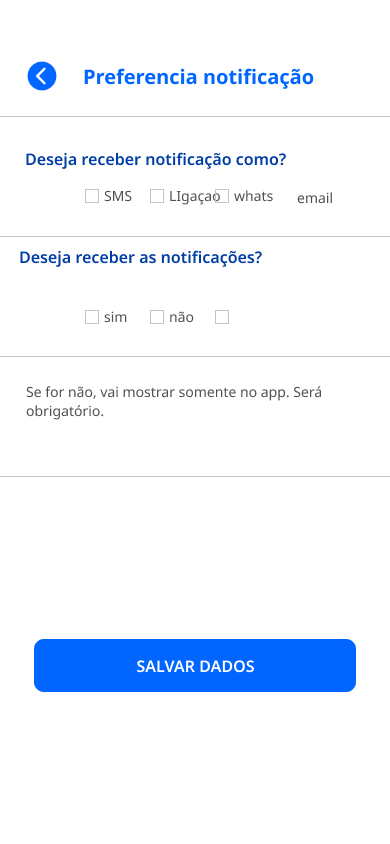 Preferencia notificação
Deseja receber notificação como?
SMS LIgaçao whats email
Deseja receber as notificações?
sim não
Se for não, vai mostrar somente no app. Será
obrigatório.
SALVAR DADOS